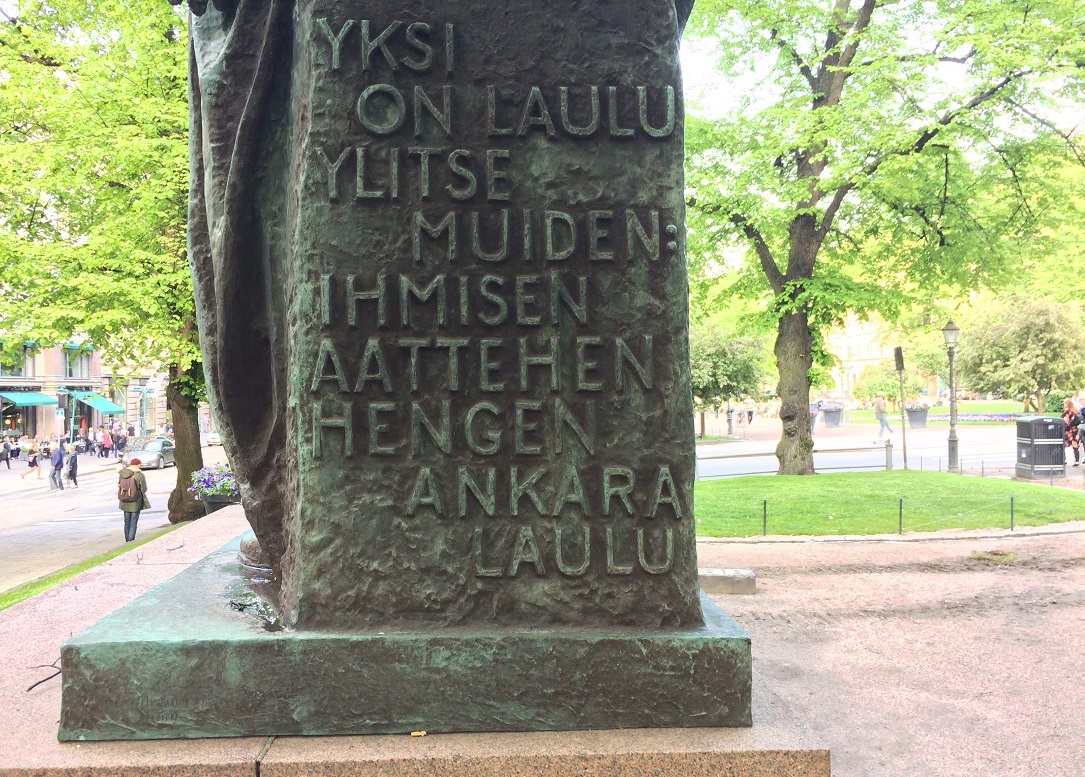 YKSI
ON LAULU
YLITSE
MUIDEN:
IHMISEN
AATTEHEN
HENGEN
ANKARA
LAULU